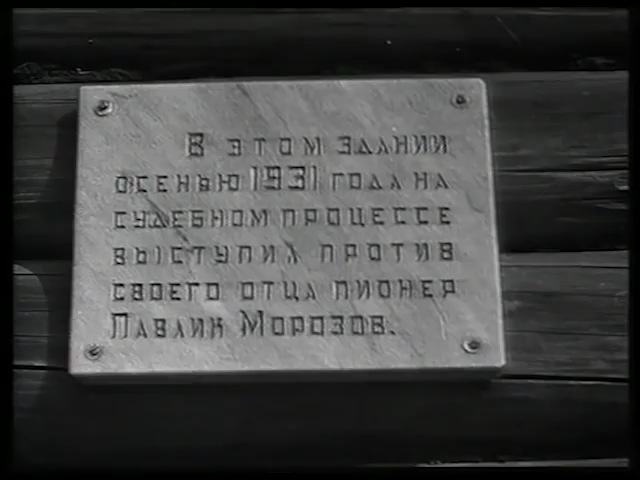 В этом здании
осенью 1931 года на
судебном процессе
выступил против
своего отца пионер
Павлик Морозов.